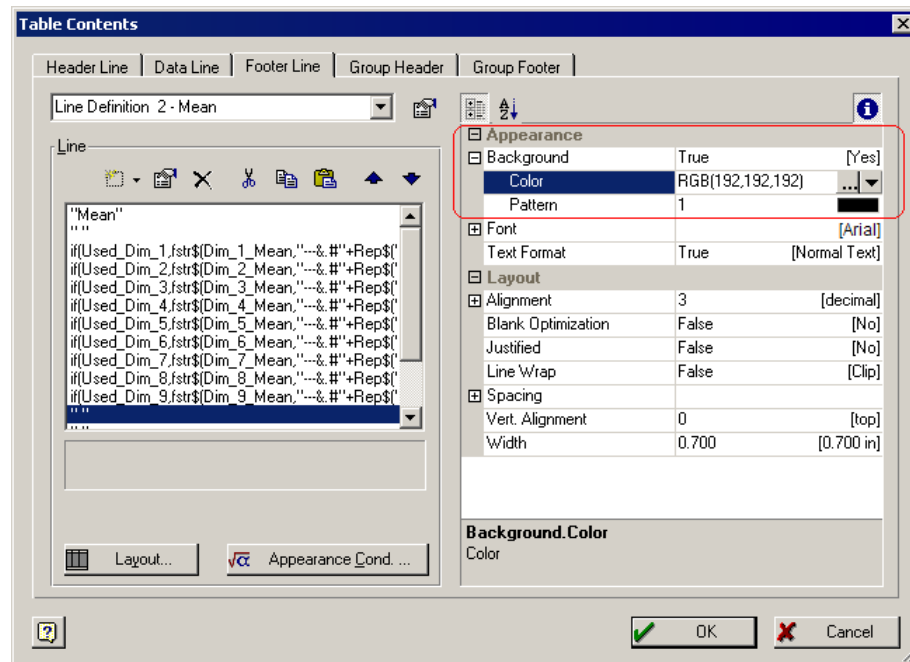 Table Contents
Header Line Data Line Footer Line Group Header Group Footer
Line Definition 2 - Mean
Line
"Mean"
" "
if(Used_Dim_1,fstr$(Dim_1_Mean,"---&.#"+Rep$('
if(Used_Dim_2,fstr$(Dim_2_Mean,"---&.#"+Rep$('
if(Used_Dim_3,fstr$(Dim_3_Mean,"---&.#"+Rep$('
if(Used_Dim_4,fstr$(Dim_4_Mean,"---&.#"+Rep$('
if(Used_Dim_5,fstr$(Dim_5_Mean,"---&.#"+Rep$('
if(Used_Dim_6,fstr$(Dim_6_Mean,"---&.#"+Rep$('
if(Used_Dim_7,fstr$(Dim_7_Mean,"---&.#"+Rep$('
if(Used_Dim_8,fstr$(Dim_8_Mean,"---&.#"+Rep$('
if(Used_Dim_9,fstr$(Dim_9_Mean,"---&.#"+Rep$('
" "
" "
Layout...
√α Appearance Cond. ...
A Z
Appearance
Background True [Yes]
Color RGB(192,192,192) ...
Pattern 1
Font [Arial]
Text Format True [Normal Text]
Layout
Alignment 3 [decimal]
Blank Optimization False [No]
Justified False [No]
Line Wrap False [Clip]
Spacing
Vert. Alignment 0 [top]
Width 0.700 [0.700 in]
Background.Color
Color
? OK Cancel